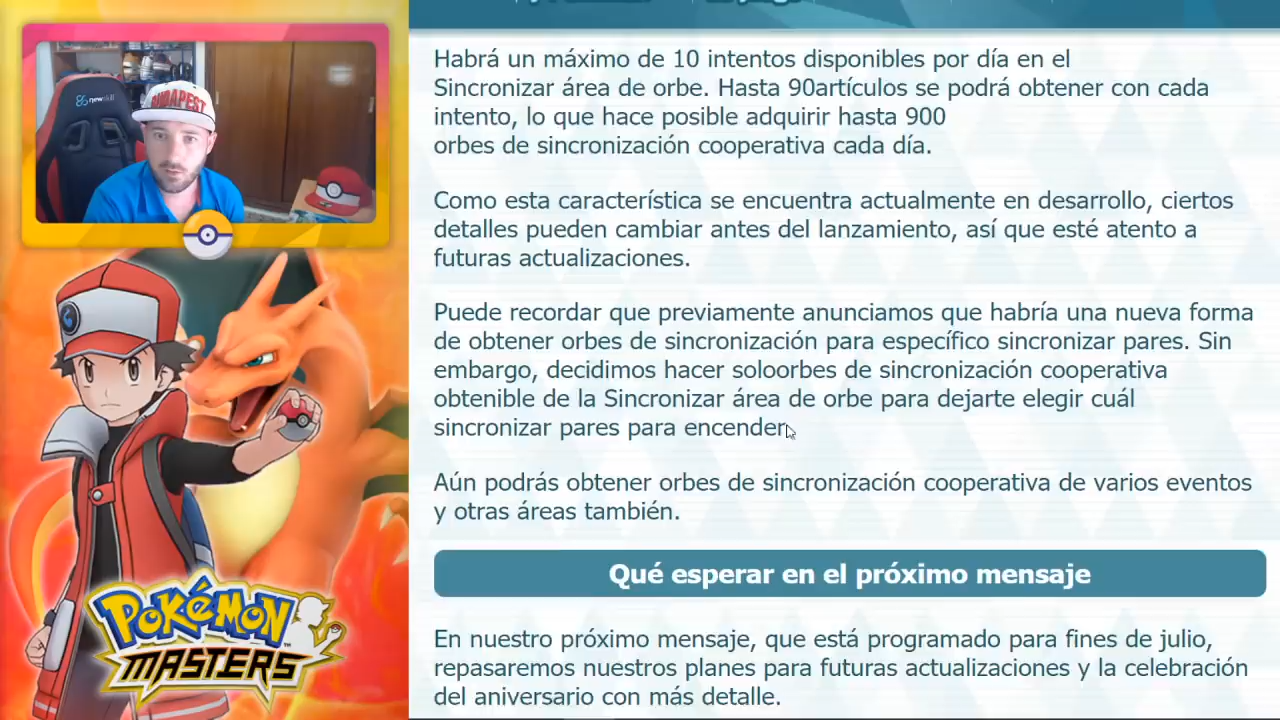 newskill
BUDAPEST
Habrá un máximo de 10 intentos disponibles por día en el
Sincronizar área de orbe. Hasta 90artículos se podrá obtener con cada
intento, lo que hace posible adquirir hasta 900
orbes de sincronización cooperativa cada día.
Como esta característica se encuentra actualmente en desarrollo, ciertos
detalles pueden cambiar antes del lanzamiento, así que esté atento a
futuras actualizaciones.
Puede recordar que previamente anunciamos que habría una nueva forma
de obtener orbes de sincronización para específico sincronizar pares. Sin
embargo, decidimos hacer soloorbes de sincronización cooperativa
obtenible de la Sincronizar área de orbe para dejarte elegir cuál
sincronizar pares para encender.
Aún podrás obtener orbes de sincronización cooperativa de varios eventos
y otras áreas también.
Qué esperar en el próximo mensaje
En nuestro próximo mensaje, que está programado para fines de julio,
repasaremos nuestros planes para futuras actualizaciones y la celebración
del aniversario con más detalle.
POKéMON
MASTERS